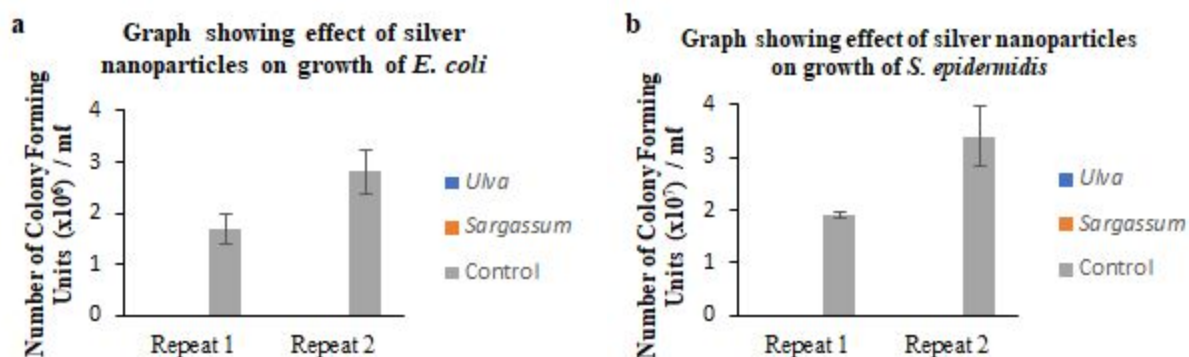 a
Graph showing effect of silver
nanoparticles on growth of E. coli
Number of Colony Forming
Units (x10⁶) / mℓ
4
3
2
1
0
Repeat 1
Repeat 2
Ulva
Sargassum
Control
b
Graph showing effect of silver nanoparticles
on growth of S. epidermidis
Number of Colony Forming
Units (x10⁷) / mℓ
4
3
2
1
0
Repeat 1
Repeat 2
Ulva
Sargassum
Control